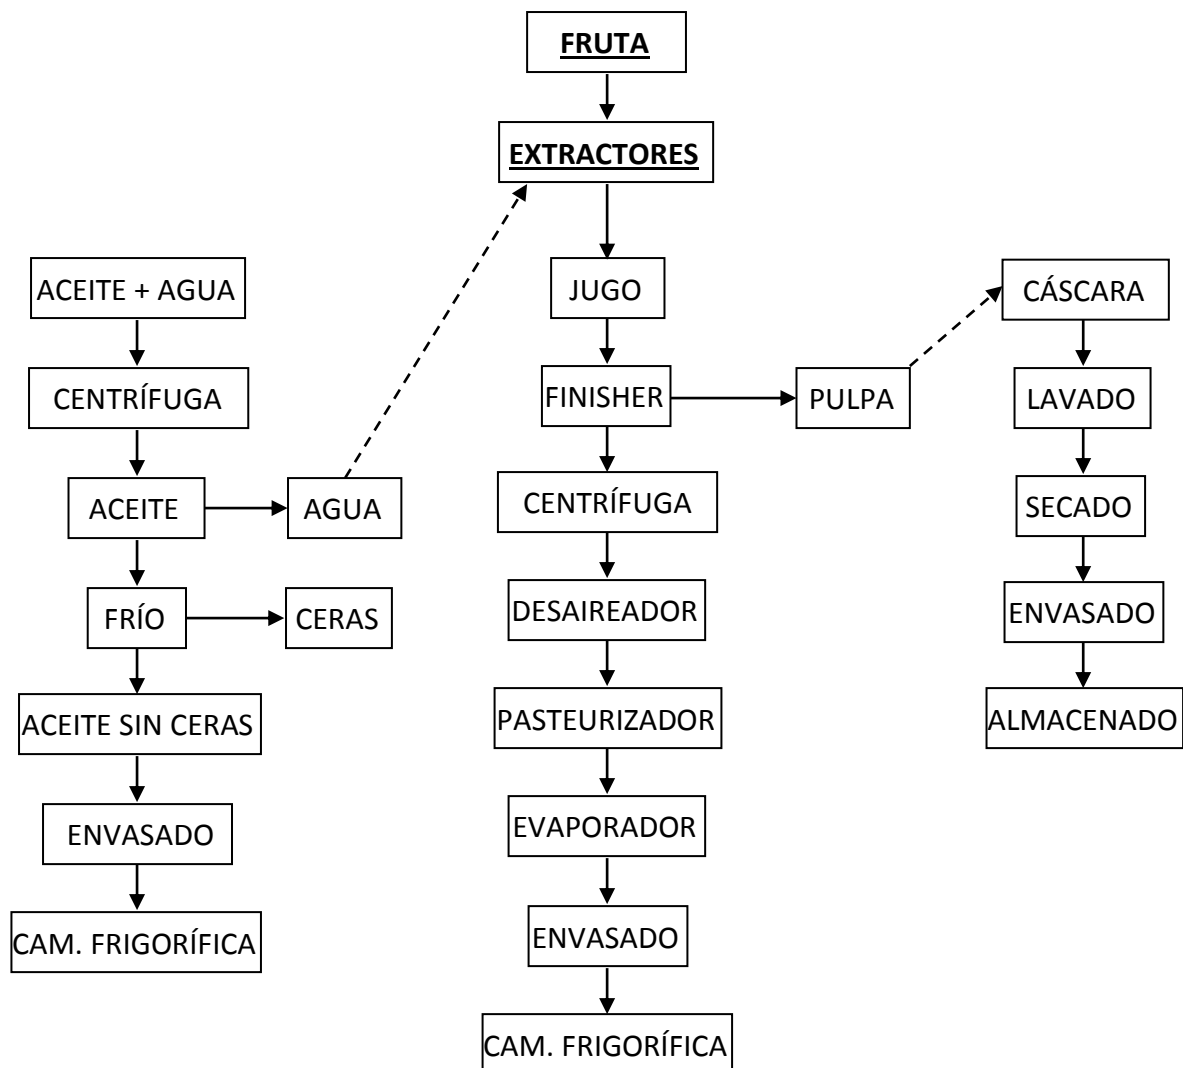 FRUTA
EXTRACTORES
ACEITE + AGUA
JUGO
CÁSCARA
CENTRÍFUGA
FINISHER
PULPA
LAVADO
ACEITE
AGUA
CENTRÍFUGA
SECADO
FRÍO
CERAS
DESAIREADOR
ENVASADO
ACEITE SIN CERAS
PASTEURIZADOR
ALMACENADO
ENVASADO
EVAPORADOR
CAM. FRIGORÍFICA
ENVASADO
CAM. FRIGORÍFICA